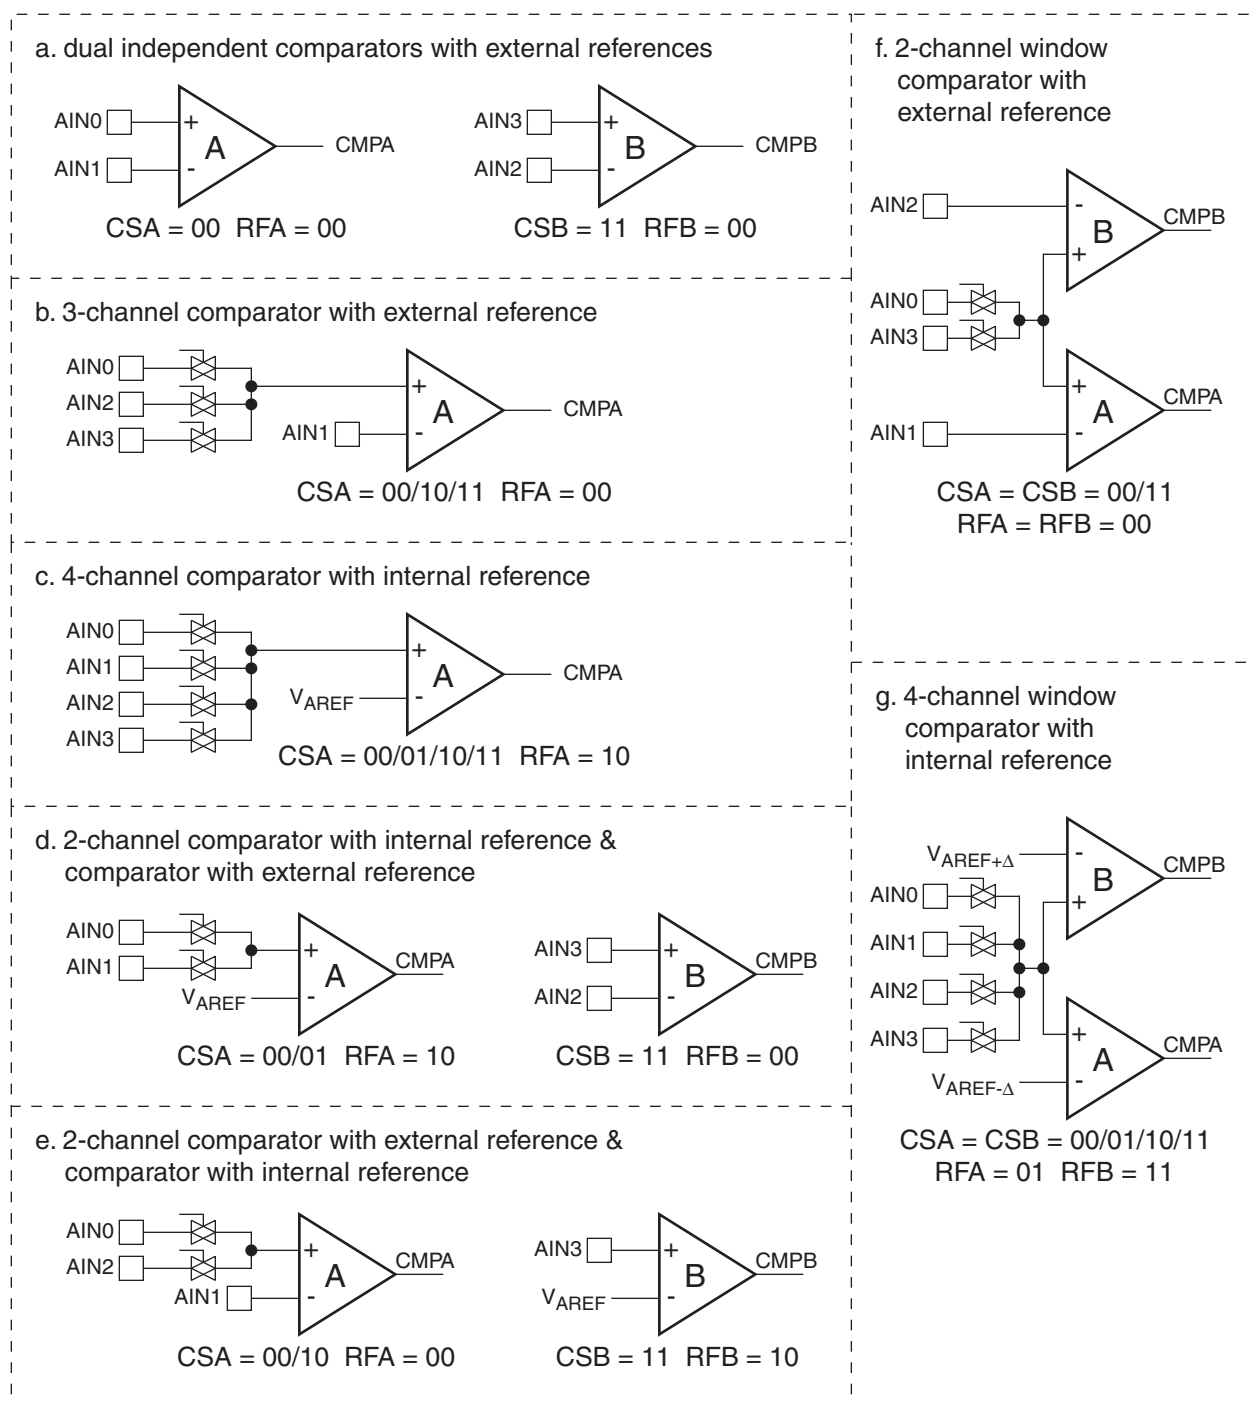 a. dual independent comparators with external references
AIN0
+
A
CMPA
AIN1
-
CSA = 00 RFA = 00
AIN3
+
B
CMPB
AIN2
-
CSB = 11 RFB = 00
b. 3-channel comparator with external reference
AIN0
AIN2
AIN3
+
A
CMPA
AIN1
-
CSA = 00/10/11 RFA = 00
c. 4-channel comparator with internal reference
AIN0
AIN1
AIN2
AIN3
+
A
CMPA
VAREF
-
CSA = 00/01/10/11 RFA = 10
d. 2-channel comparator with internal reference &
comparator with external reference
AIN0
AIN1
+
A
CMPA
VAREF
-
CSA = 00/01 RFA = 10
AIN3
+
B
CMPB
AIN2
-
CSB = 11 RFB = 00
e. 2-channel comparator with external reference &
comparator with internal reference
AIN0
AIN2
+
A
CMPA
AIN1
-
CSA = 00/10 RFA = 00
AIN3
+
B
CMPB
VAREF
-
CSB = 11 RFB = 10
f. 2-channel window
comparator with
external reference
AIN2
-
B
CMPB
+
AIN0
AIN3
+
A
CMPA
AIN1
-
CSA = CSB = 00/11
RFA = RFB = 00
g. 4-channel window
comparator with
internal reference
VAREF+Δ
-
B
CMPB
+
AIN0
AIN1
AIN2
AIN3
+
A
CMPA
VAREF-Δ
-
CSA = CSB = 00/01/10/11
RFA = 01 RFB = 11